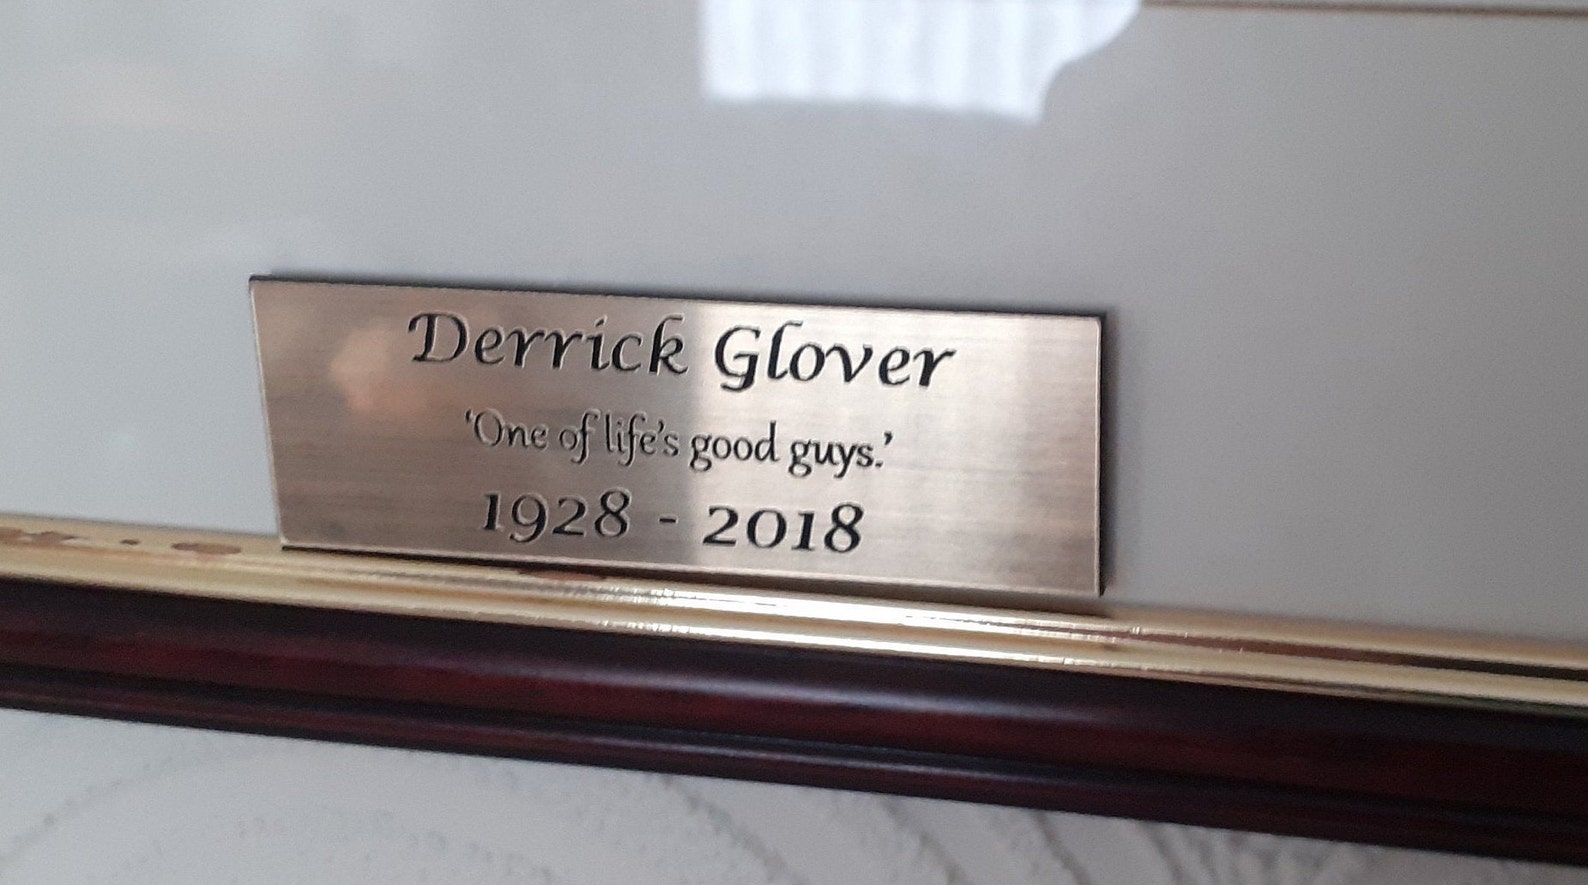 Derrick Glover
'One of life's good guys.'
1928 - 2018